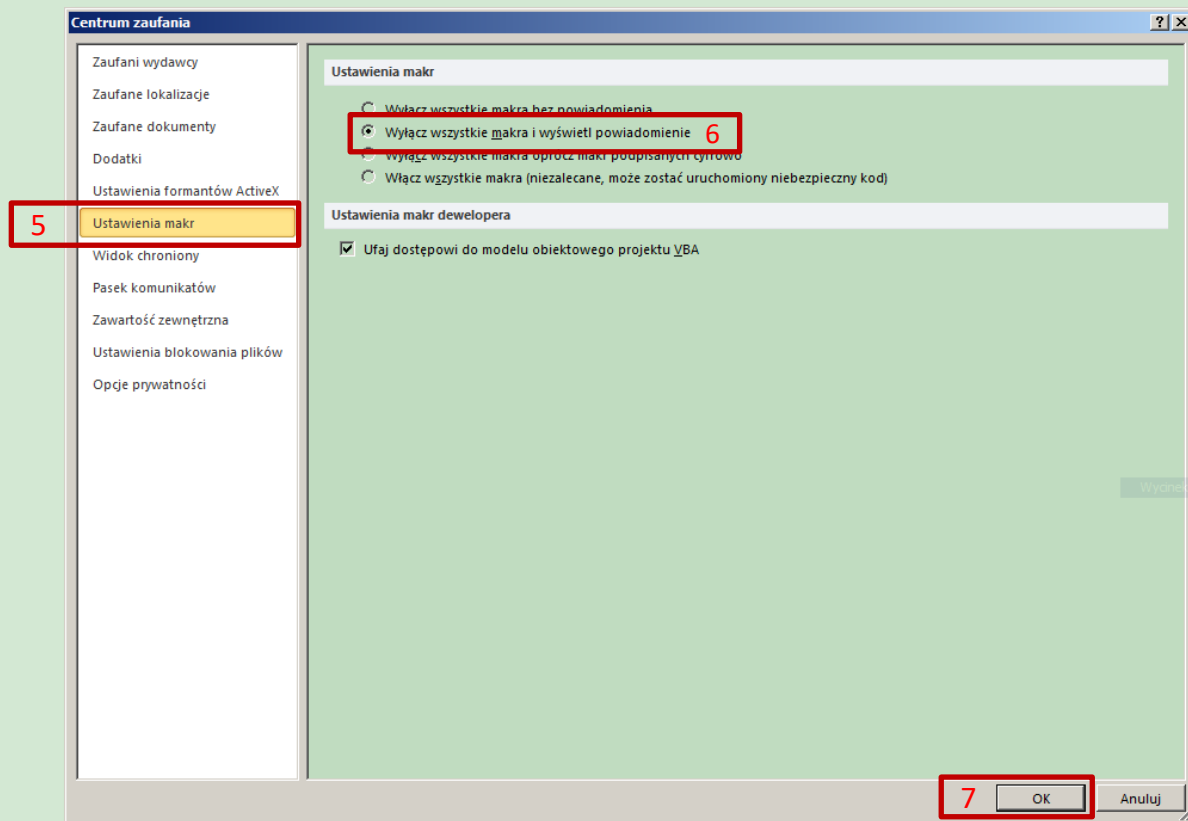 Centrum zaufania
Zaufani wydawcy
Zaufane lokalizacje
Zaufane dokumenty
Dodatki
Ustawienia formantów ActiveX
5
Ustawienia makr
Widok chroniony
Pasek komunikatów
Zawartość zewnętrzna
Ustawienia blokowania plików
Opcje prywatności
Ustawienia makr
Wyłącz wszystkie makra bez powiadomienia
Wyłącz wszystkie makra i wyświetl powiadomienie 6
Wyłącz wszystkie makra oprócz makr podpisanych cyfrowo
Włącz wszystkie makra (niezalecane, może zostać uruchomiony niebezpieczny kod)
Ustawienia makr dewelopera
Ufaj dostępowi do modelu obiektowego projektu VBA
7 OK Anuluj